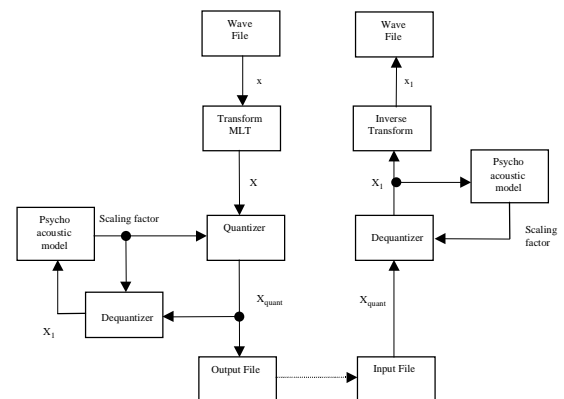 Wave
File
Wave
File
x
x1
Transform
MLT
Inverse
Transform
X
X1
Psycho
acoustic
model
Psycho
acoustic
model
Scaling factor
Quantizer
Dequantizer
Scaling
factor
Dequantizer
X1
Xquant
Xquant
Output File
Input File